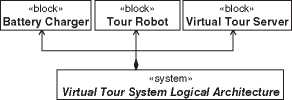 «block» «block» «block»
Battery Charger Tour Robot Virtual Tour Server
«system»
Virtual Tour System Logical Architecture